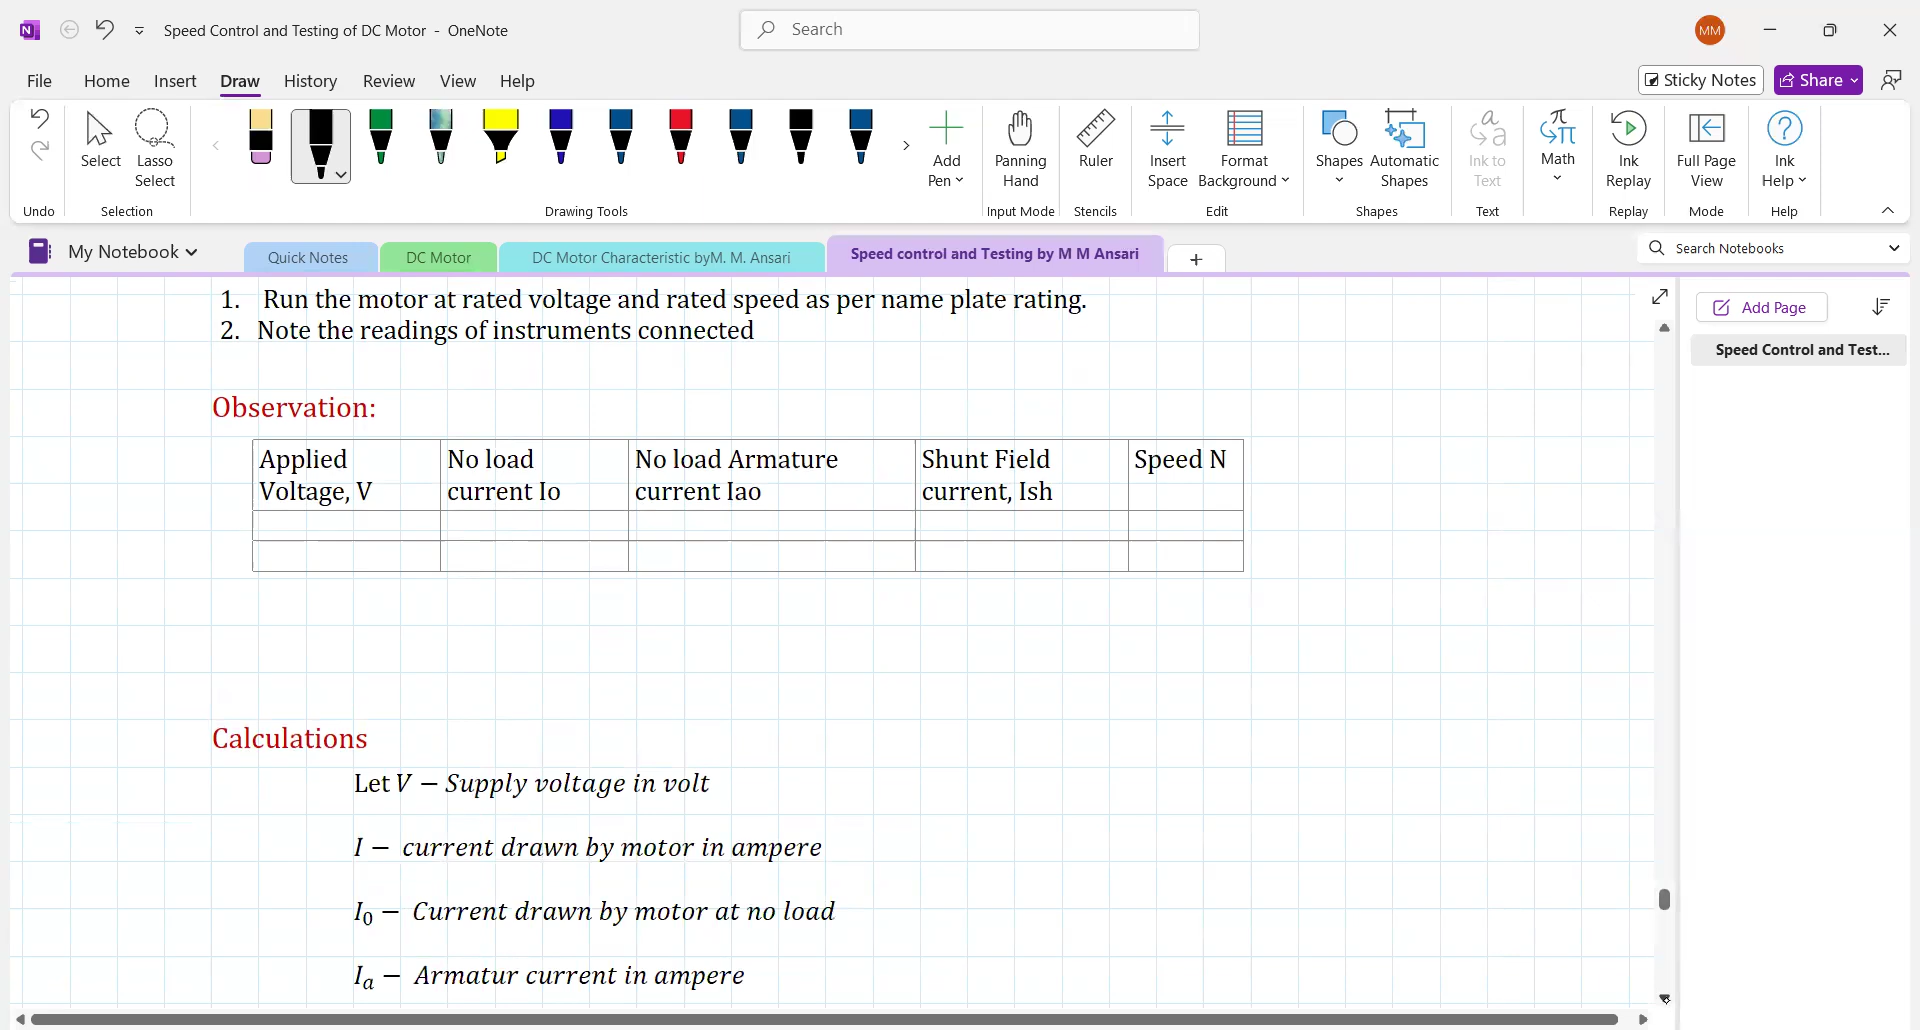 Speed Control and Testing of DC Motor - OneNote
Search
MM
File Home Insert Draw History Review View Help
Sticky Notes
Share
Select
Lasso Select
Add Pen
Panning Hand
Ruler
Insert Space
Format Background
Shapes
Automatic Shapes
Ink to Text
Math
Ink Replay
Full Page View
Ink Help
Undo
Selection
Drawing Tools
Input Mode
Stencils
Edit
Shapes
Text
Replay
Mode
Help
My Notebook
Quick Notes
DC Motor
DC Motor Characteristic byM. M. Ansari
Speed control and Testing by M M Ansari
+
Search Notebooks
Add Page
Speed Control and Test...
1. Run the motor at rated voltage and rated speed as per name plate rating.
2. Note the readings of instruments connected
Observation:
Applied Voltage, V
No load current Io
No load Armature current Iao
Shunt Field current, Ish
Speed N
Calculations
Let V − Supply voltage in volt
I − current drawn by motor in ampere
I₀ − Current drawn by motor at no load
Iₐ − Armatur current in ampere